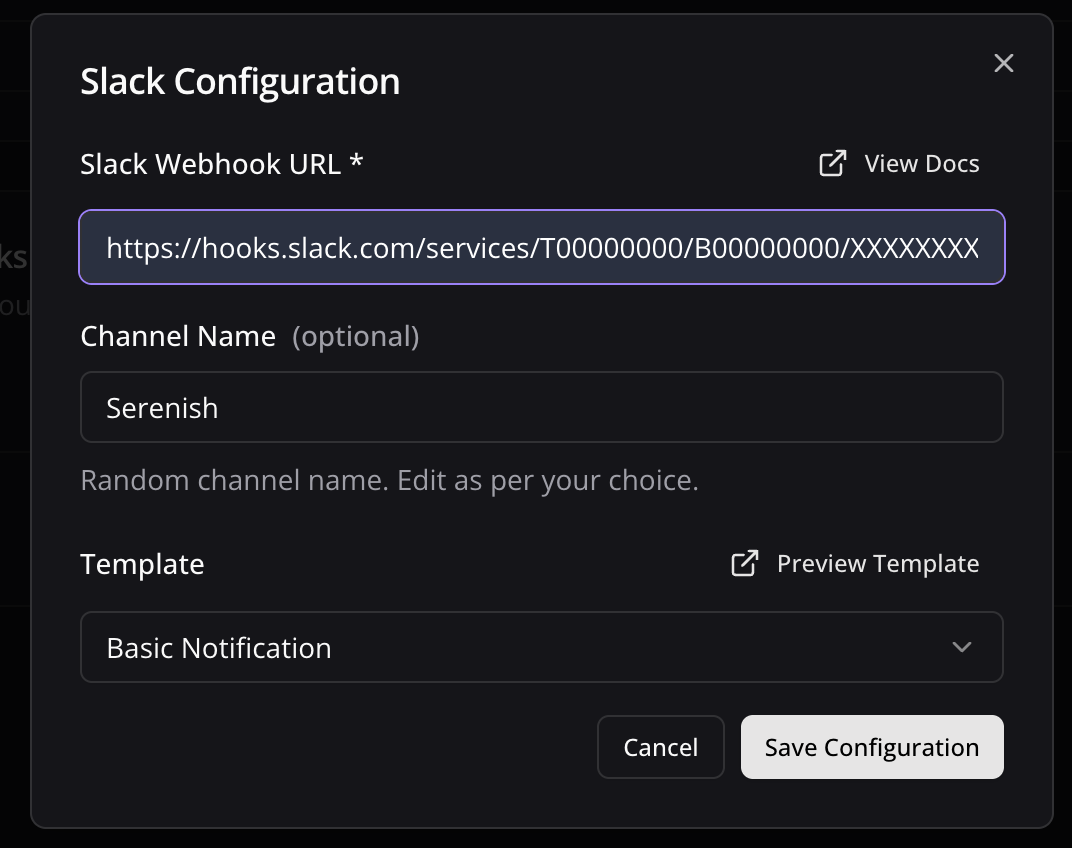 Slack Configuration
Slack Webhook URL *
View Docs
https://hooks.slack.com/services/T00000000/B00000000/XXXXXXXX
Channel Name (optional)
Serenish
Random channel name. Edit as per your choice.
Template
Preview Template
Basic Notification
Cancel
Save Configuration